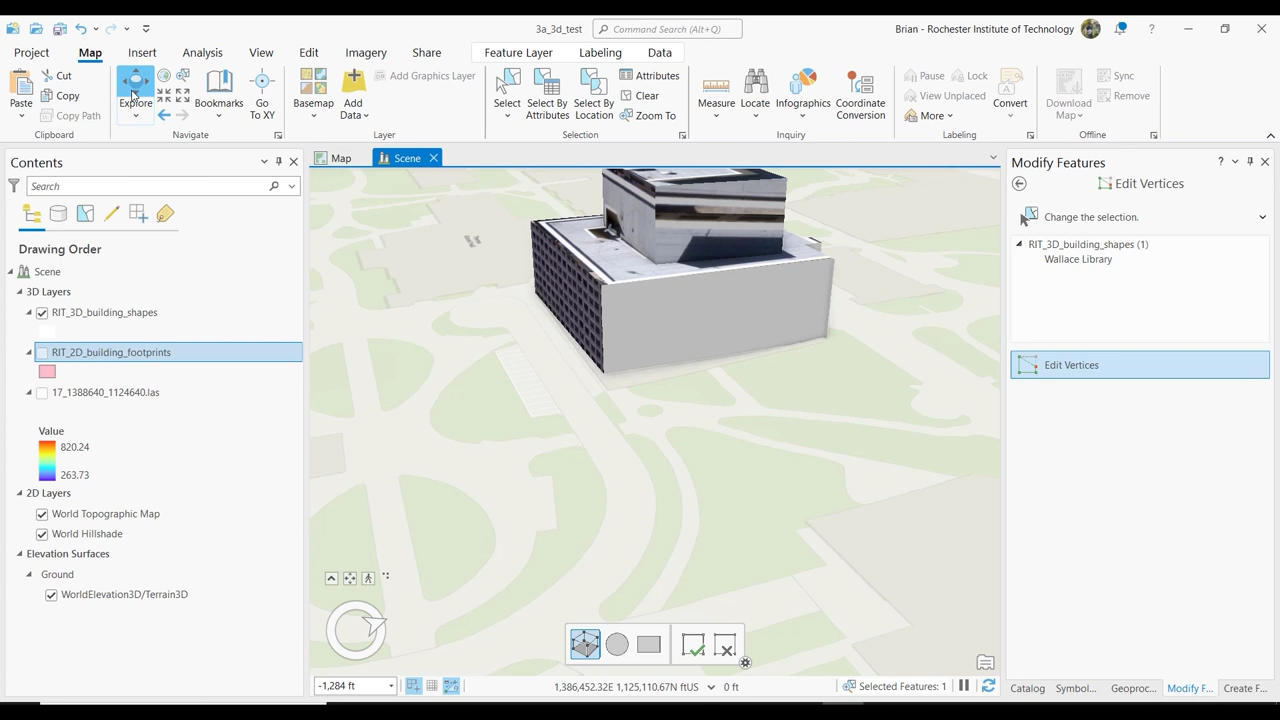 3a_3d_test
Command Search (Alt+Q)
Brian - Rochester Institute of Technology
?
Project Map Insert Analysis View Edit Imagery Share Feature Layer Labeling Data
Paste
Cut
Copy
Copy Path
Clipboard
Explore
Bookmarks
Go To XY
Navigate
Basemap
Add Data
Add Graphics Layer
Layer
Select
Select By Attributes
Select By Location
Attributes
Clear
Zoom To
Selection
Measure
Locate
Infographics
Coordinate Conversion
Inquiry
Pause
Lock
View Unplaced
More
Convert
Labeling
Download Map
Sync
Remove
Offline
Contents
Search
Drawing Order
Scene
3D Layers
RIT_3D_building_shapes
RIT_2D_building_footprints
17_1388640_1124640.las
Value
820.24
263.73
2D Layers
World Topographic Map
World Hillshade
Elevation Surfaces
Ground
WorldElevation3D/Terrain3D
Map
Scene
-1,284 ft
1,386,452.32E 1,125,110.67N ftUS
0 ft
Selected Features: 1
Modify Features
?
Edit Vertices
Change the selection.
RIT_3D_building_shapes (1)
Wallace Library
Edit Vertices
Catalog Symbol... Geoproc... Modify F... Create F...